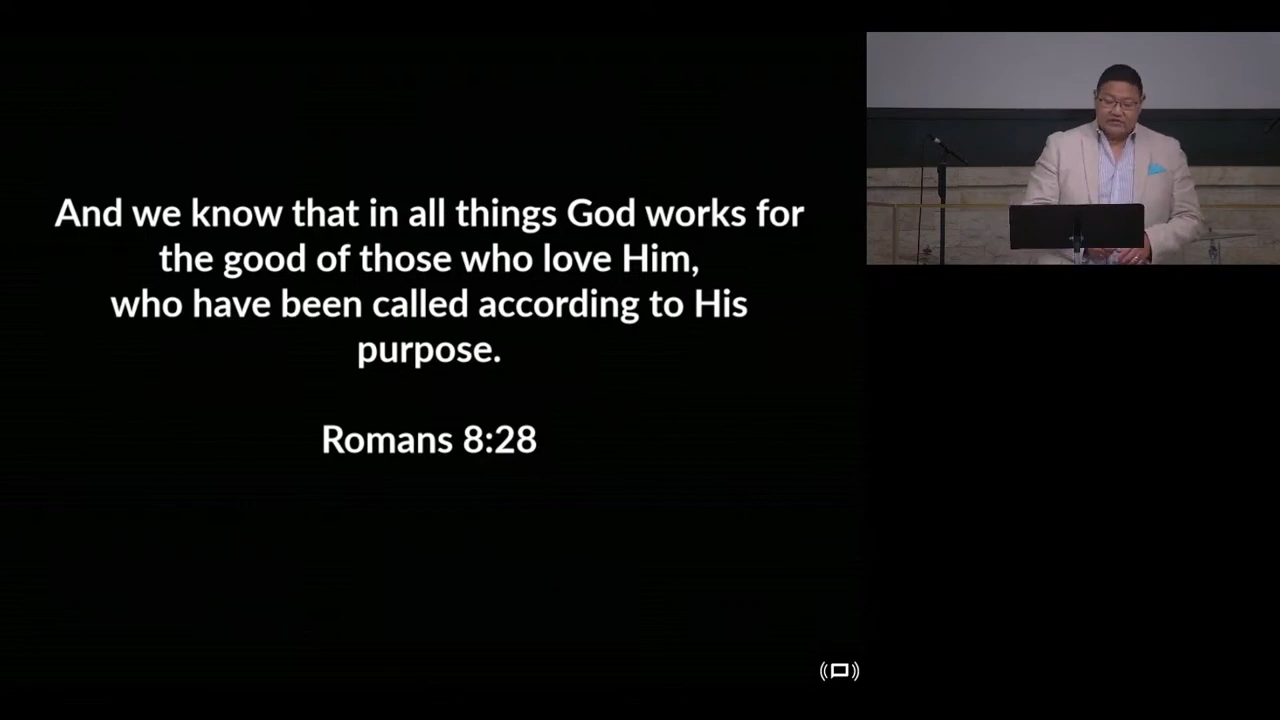 And we know that in all things God works for
the good of those who love Him,
who have been called according to His
purpose.
Romans 8:28